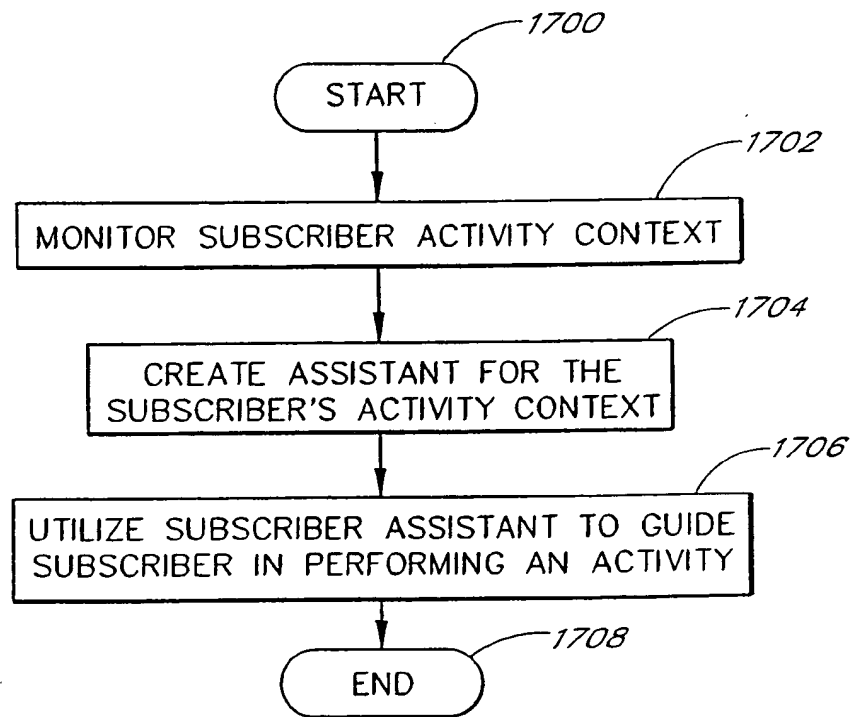 1700
START
1702
MONITOR SUBSCRIBER ACTIVITY CONTEXT
1704
CREATE ASSISTANT FOR THE
SUBSCRIBER'S ACTIVITY CONTEXT
1706
UTILIZE SUBSCRIBER ASSISTANT TO GUIDE
SUBSCRIBER IN PERFORMING AN ACTIVITY
1708
END